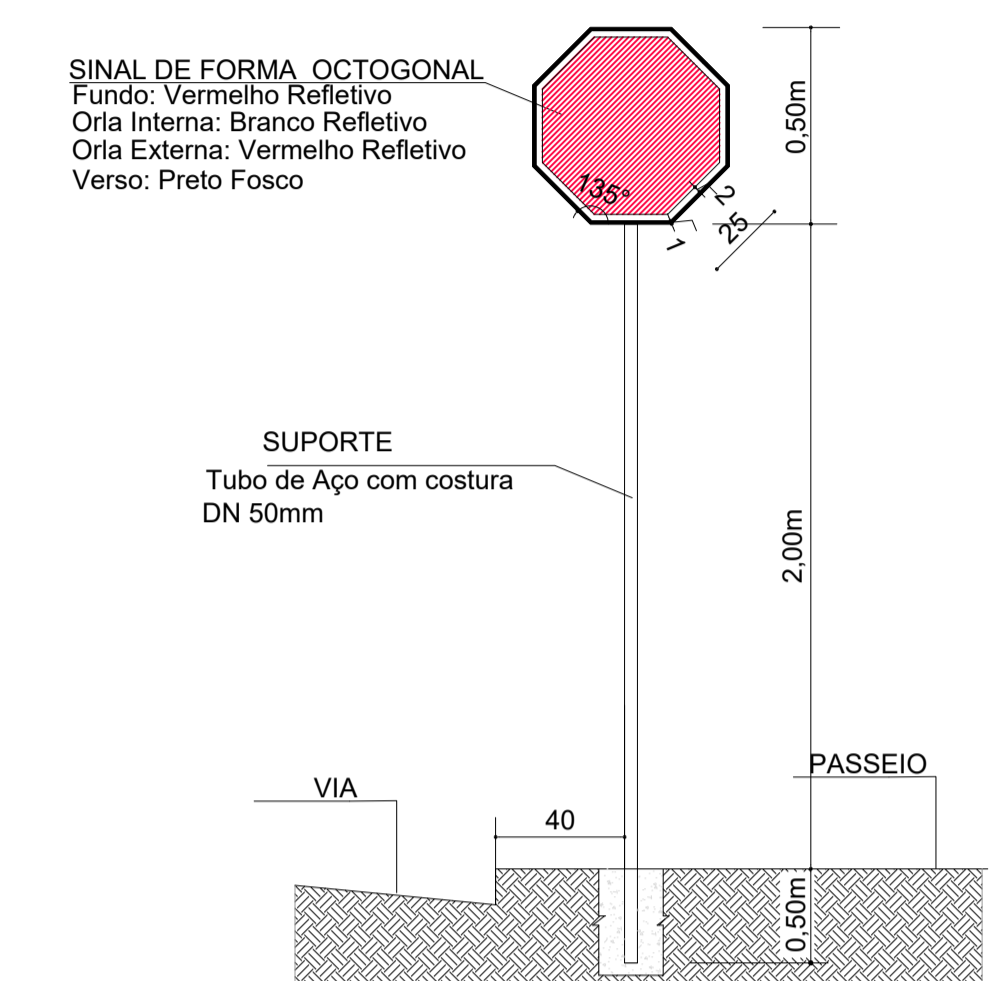 SINAL DE FORMA OCTOGONAL
Fundo: Vermelho Refletivo
Orla Interna: Branco Refletivo
Orla Externa: Vermelho Refletivo
Verso: Preto Fosco
0,50m
135°
2
25
1
SUPORTE
Tubo de Aço com costura
DN 50mm
2,00m
PASSEIO
VIA
40
0,50m